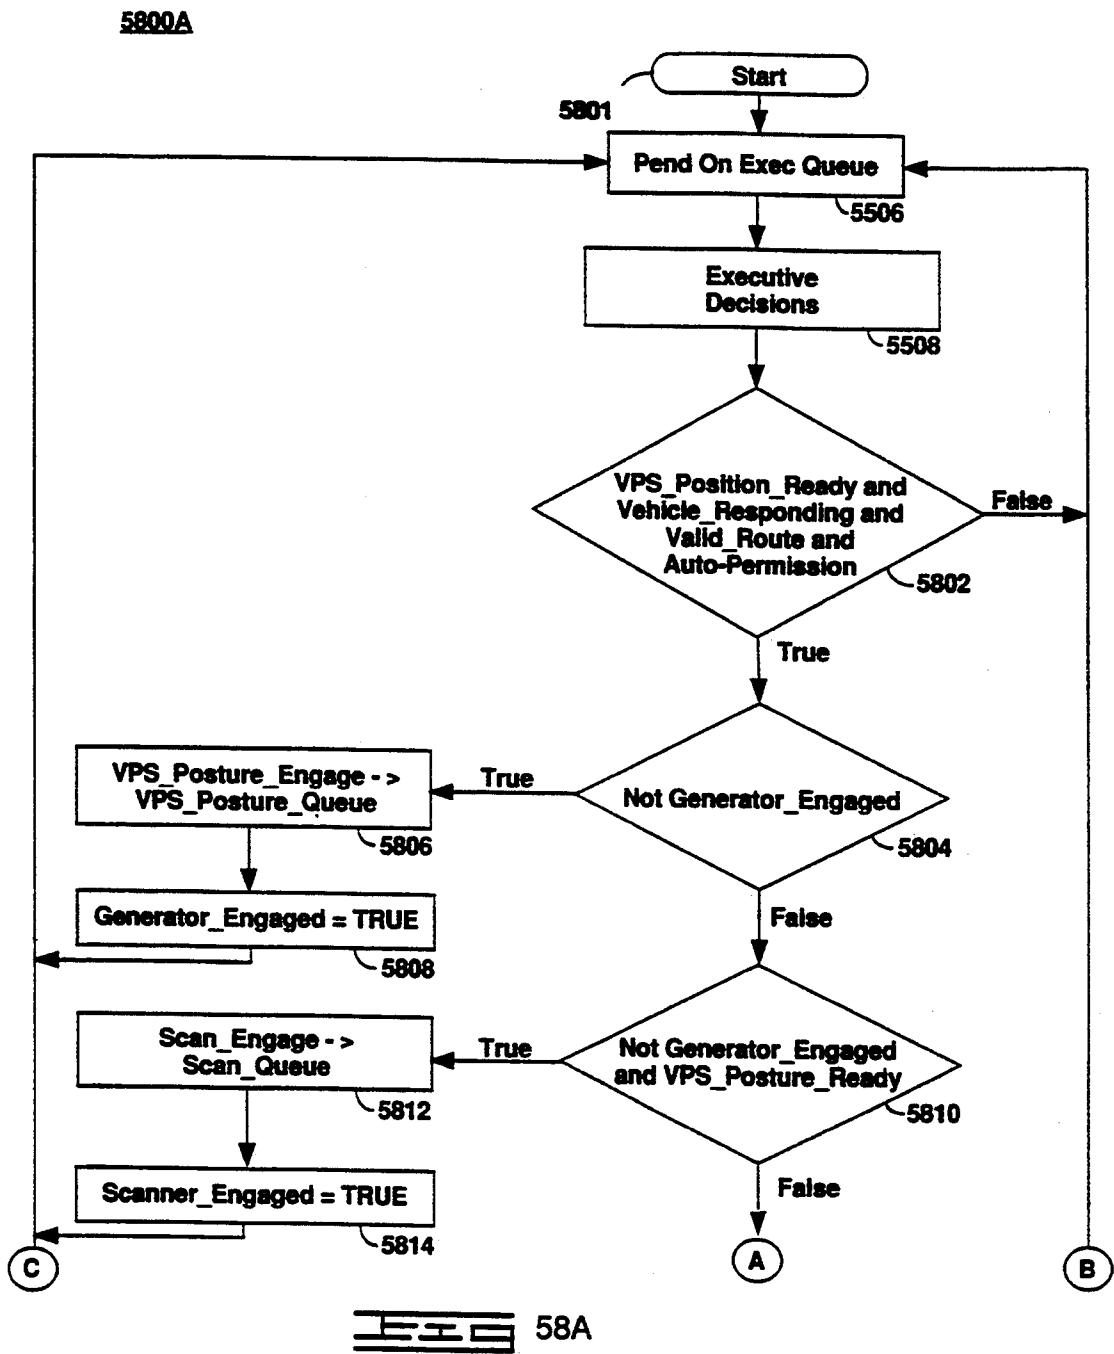 5800A
Start
5801
Pend On Exec Queue
5506
Executive
Decisions
5508
VPS_Position_Ready and
Vehicle_Responding and
Valid_Route and
Auto-Permission
False
5802
True
VPS_Posture_Engage ->
VPS_Posture_Queue
True
Not Generator_Engaged
5806
5804
Generator_Engaged = TRUE
False
5808
Scan_Engage ->
Scan_Queue
True
Not Generator_Engaged
and VPS_Posture_Ready
5812
5810
Scanner_Engaged = TRUE
False
5814
C
A
B
FIG 58A